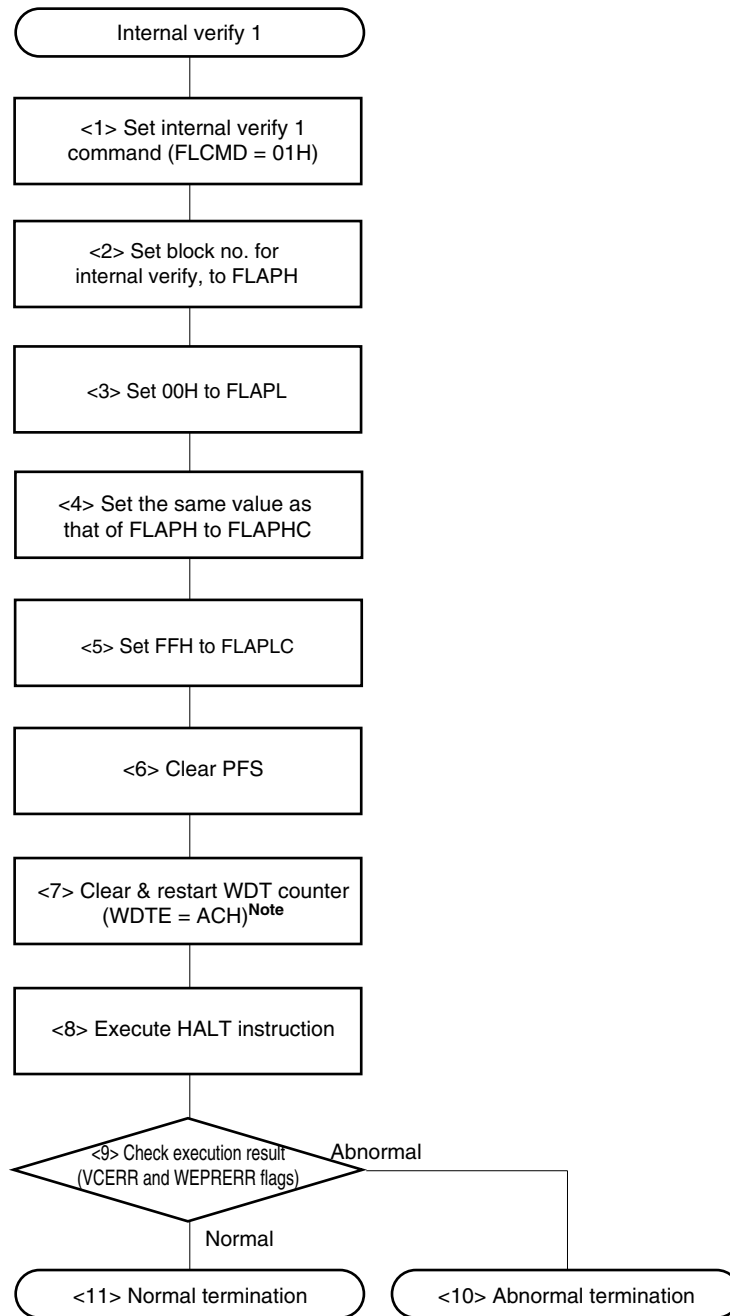 Internal verify 1
<1> Set internal verify 1
command (FLCMD = 01H)
<2> Set block no. for
internal verify, to FLAPH
<3> Set 00H to FLAPL
<4> Set the same value as
that of FLAPH to FLAPHC
<5> Set FFH to FLAPLC
<6> Clear PFS
<7> Clear & restart WDT counter
(WDTE = ACH)Note
<8> Execute HALT instruction
<9> Check execution result
(VCERR and WEPRERR flags)
Abnormal
Normal
<11> Normal termination
<10> Abnormal termination